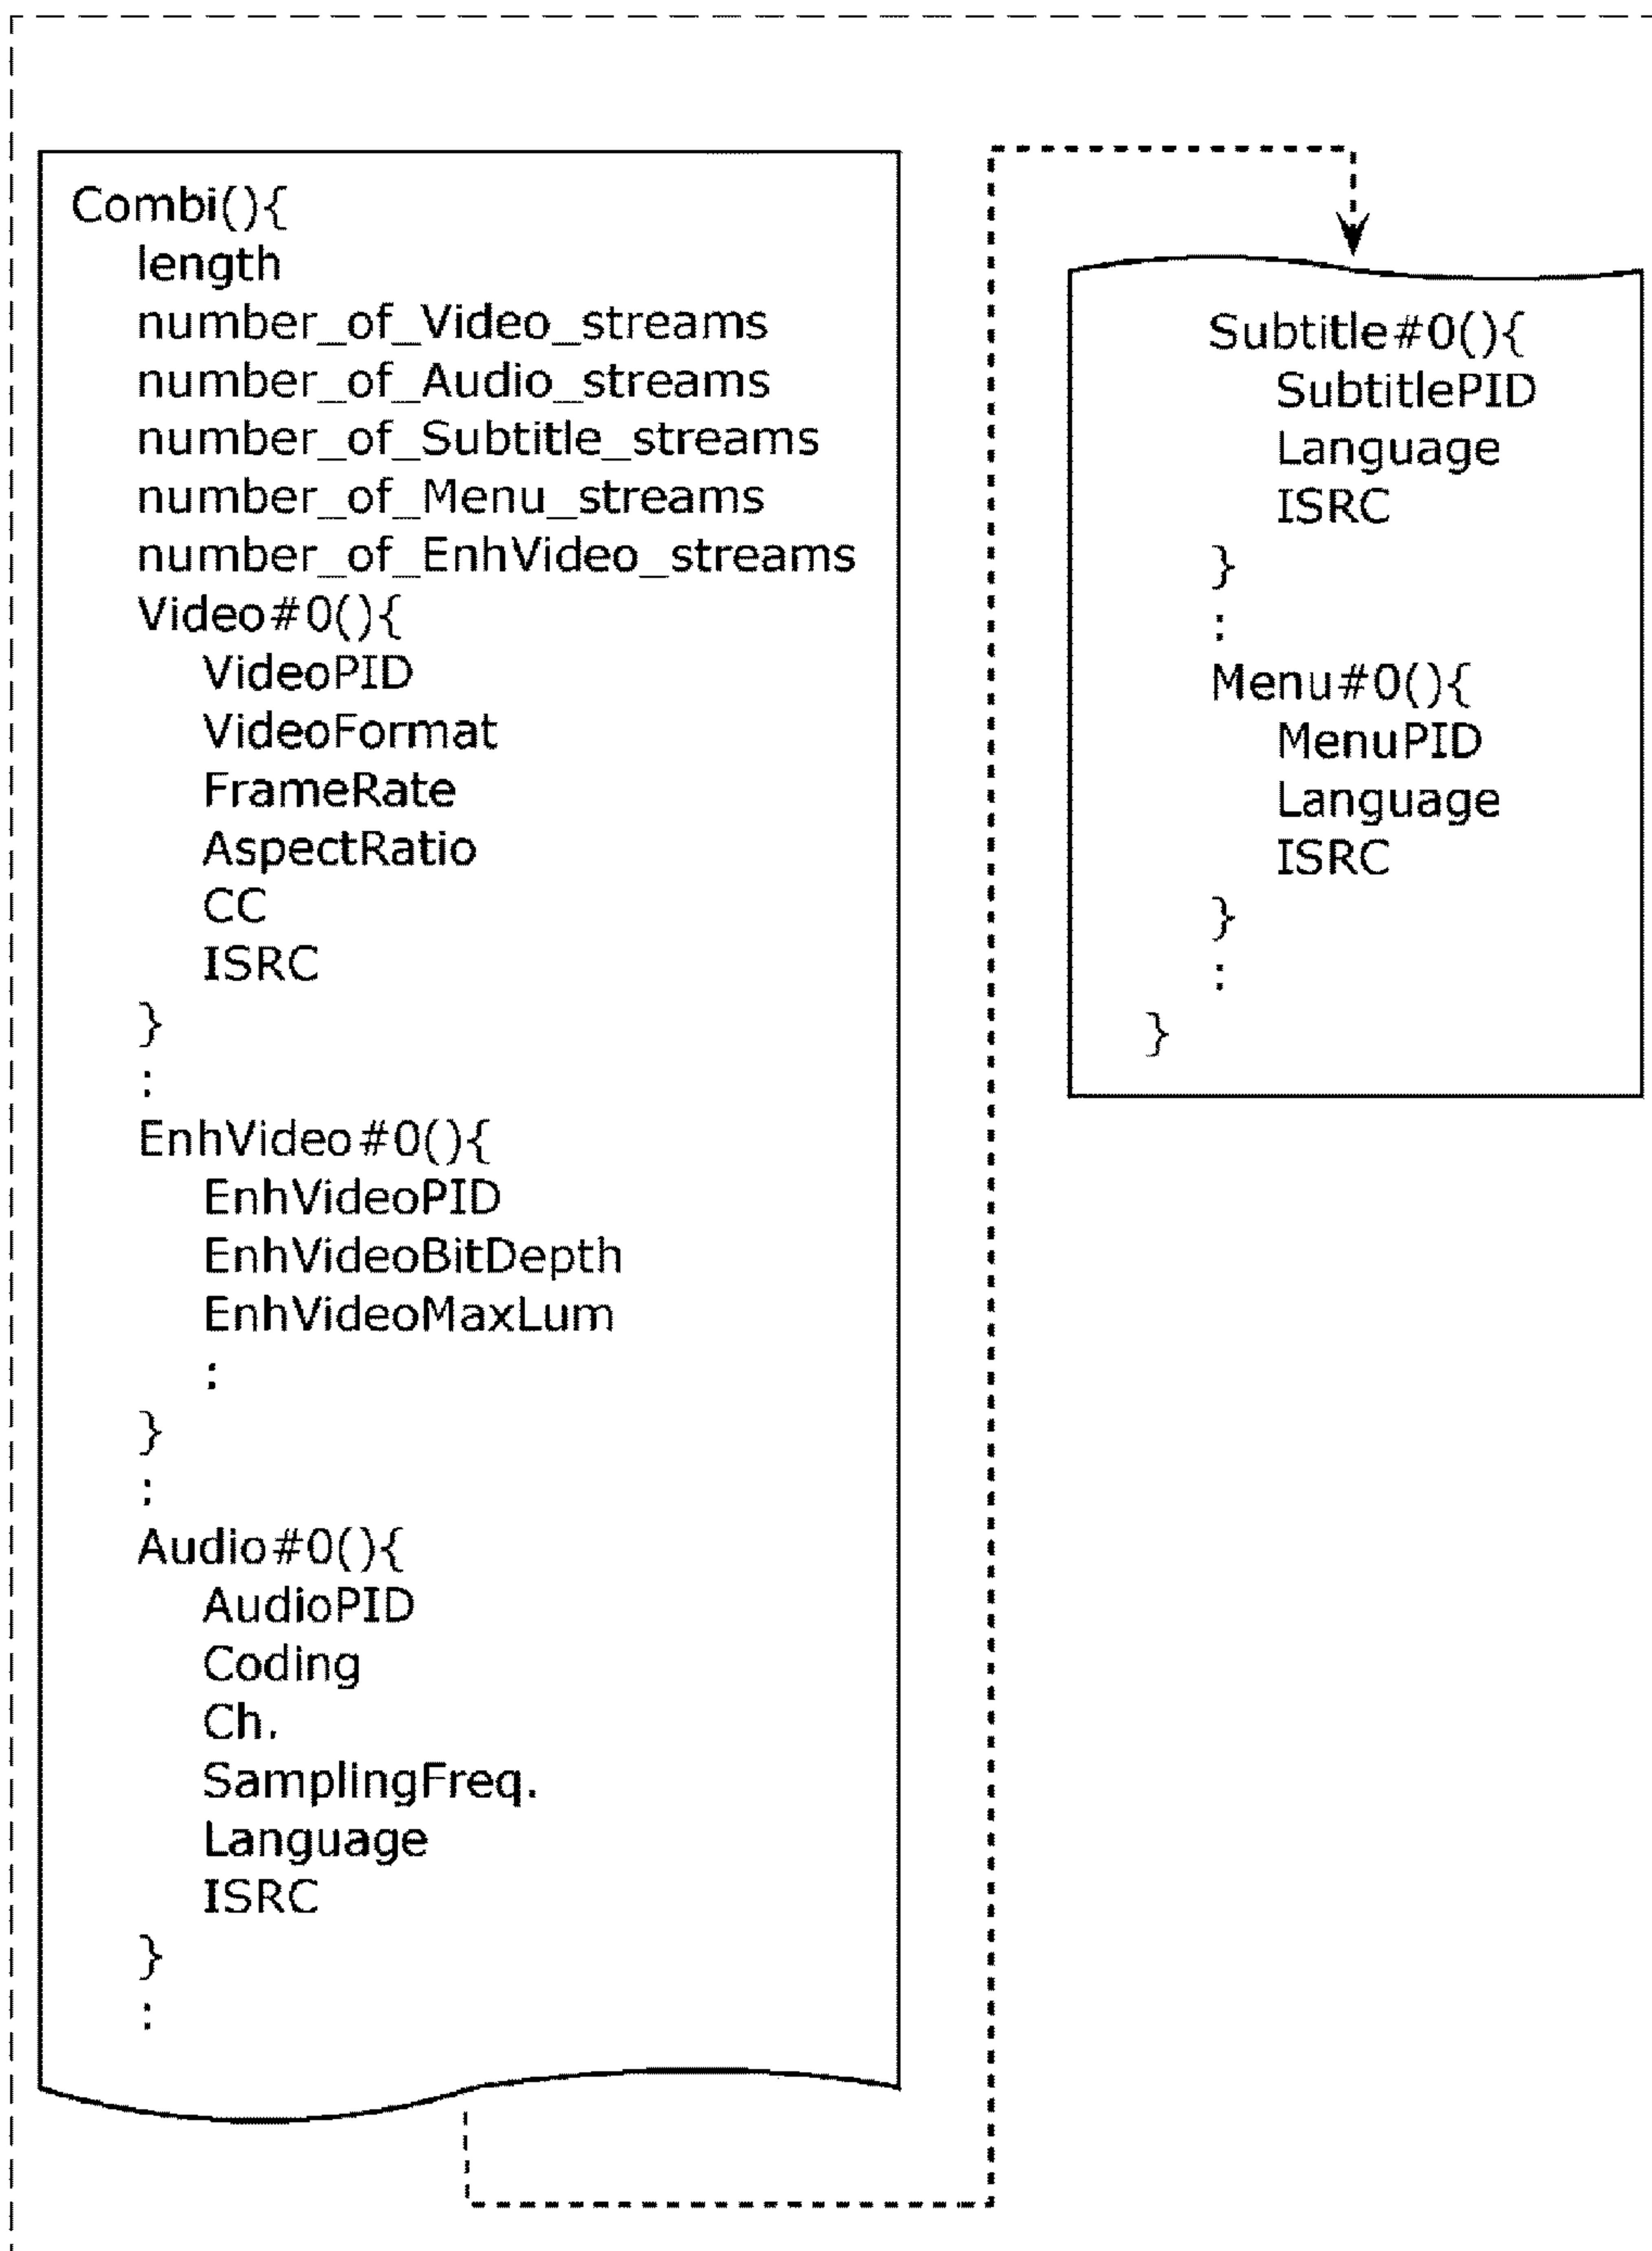 Combi(){
length
number_of_Video_streams
number_of_Audio_streams
number_of_Subtitle_streams
number_of_Menu_streams
number_of_EnhVideo_streams
Video#0(){
VideoPID
VideoFormat
FrameRate
AspectRatio
CC
ISRC
}
:
EnhVideo#0(){
EnhVideoPID
EnhVideoBitDepth
EnhVideoMaxLum
:
}
:
Audio#0(){
AudioPID
Coding
Ch.
SamplingFreq.
Language
ISRC
}
:
Subtitle#0(){
SubtitlePID
Language
ISRC
}
:
Menu#0(){
MenuPID
Language
ISRC
}
:
}